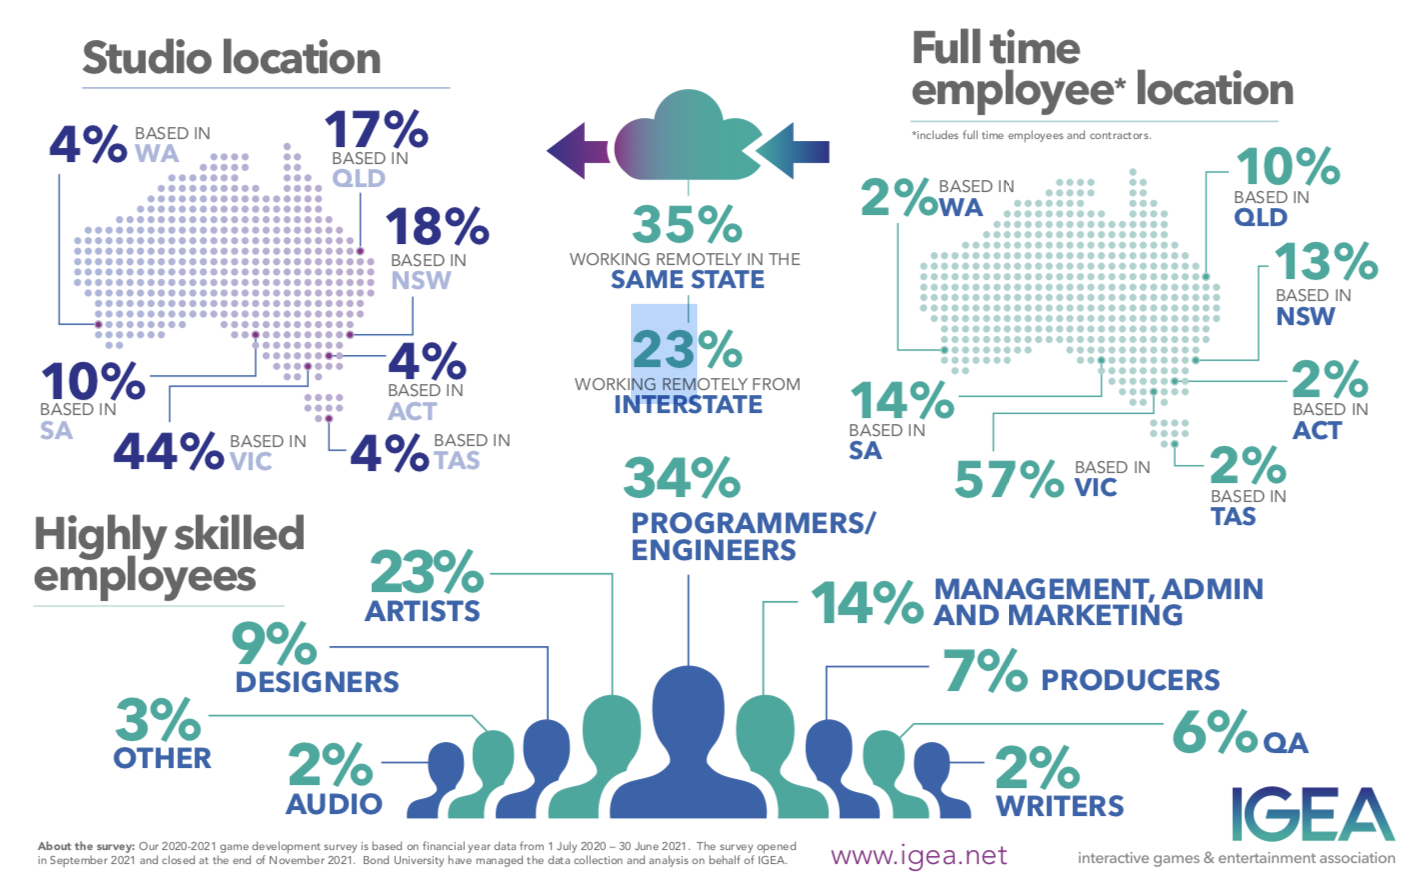 Studio location
4% BASED IN
WA
17%
BASED IN
QLD
18%
BASED IN
NSW
4%
BASED IN
ACT
10%
BASED IN
SA
44% BASED IN
VIC
4% BASED IN
TAS
35%
WORKING REMOTELY IN THE
SAME STATE
23%
WORKING REMOTELY FROM
INTERSTATE
Full time
employee* location
*includes full time employees and contractors.
2% BASED IN
WA
10%
BASED IN
QLD
13%
BASED IN
NSW
2%
BASED IN
ACT
14%
BASED IN
SA
57% BASED IN
VIC
2%
BASED IN
TAS
Highly skilled
employees
34%
PROGRAMMERS/
ENGINEERS
23%
ARTISTS
9%
DESIGNERS
3%
OTHER
2%
AUDIO
14% MANAGEMENT, ADMIN
AND MARKETING
7% PRODUCERS
6% QA
2%
WRITERS
About the survey: Our 2020-2021 game development survey is based on financial year data from 1 July 2020 – 30 June 2021. The survey opened
in September 2021 and closed at the end of November 2021. Bond University have managed the data collection and analysis on behalf of IGEA.
www.igea.net
IGEA
interactive games & entertainment association